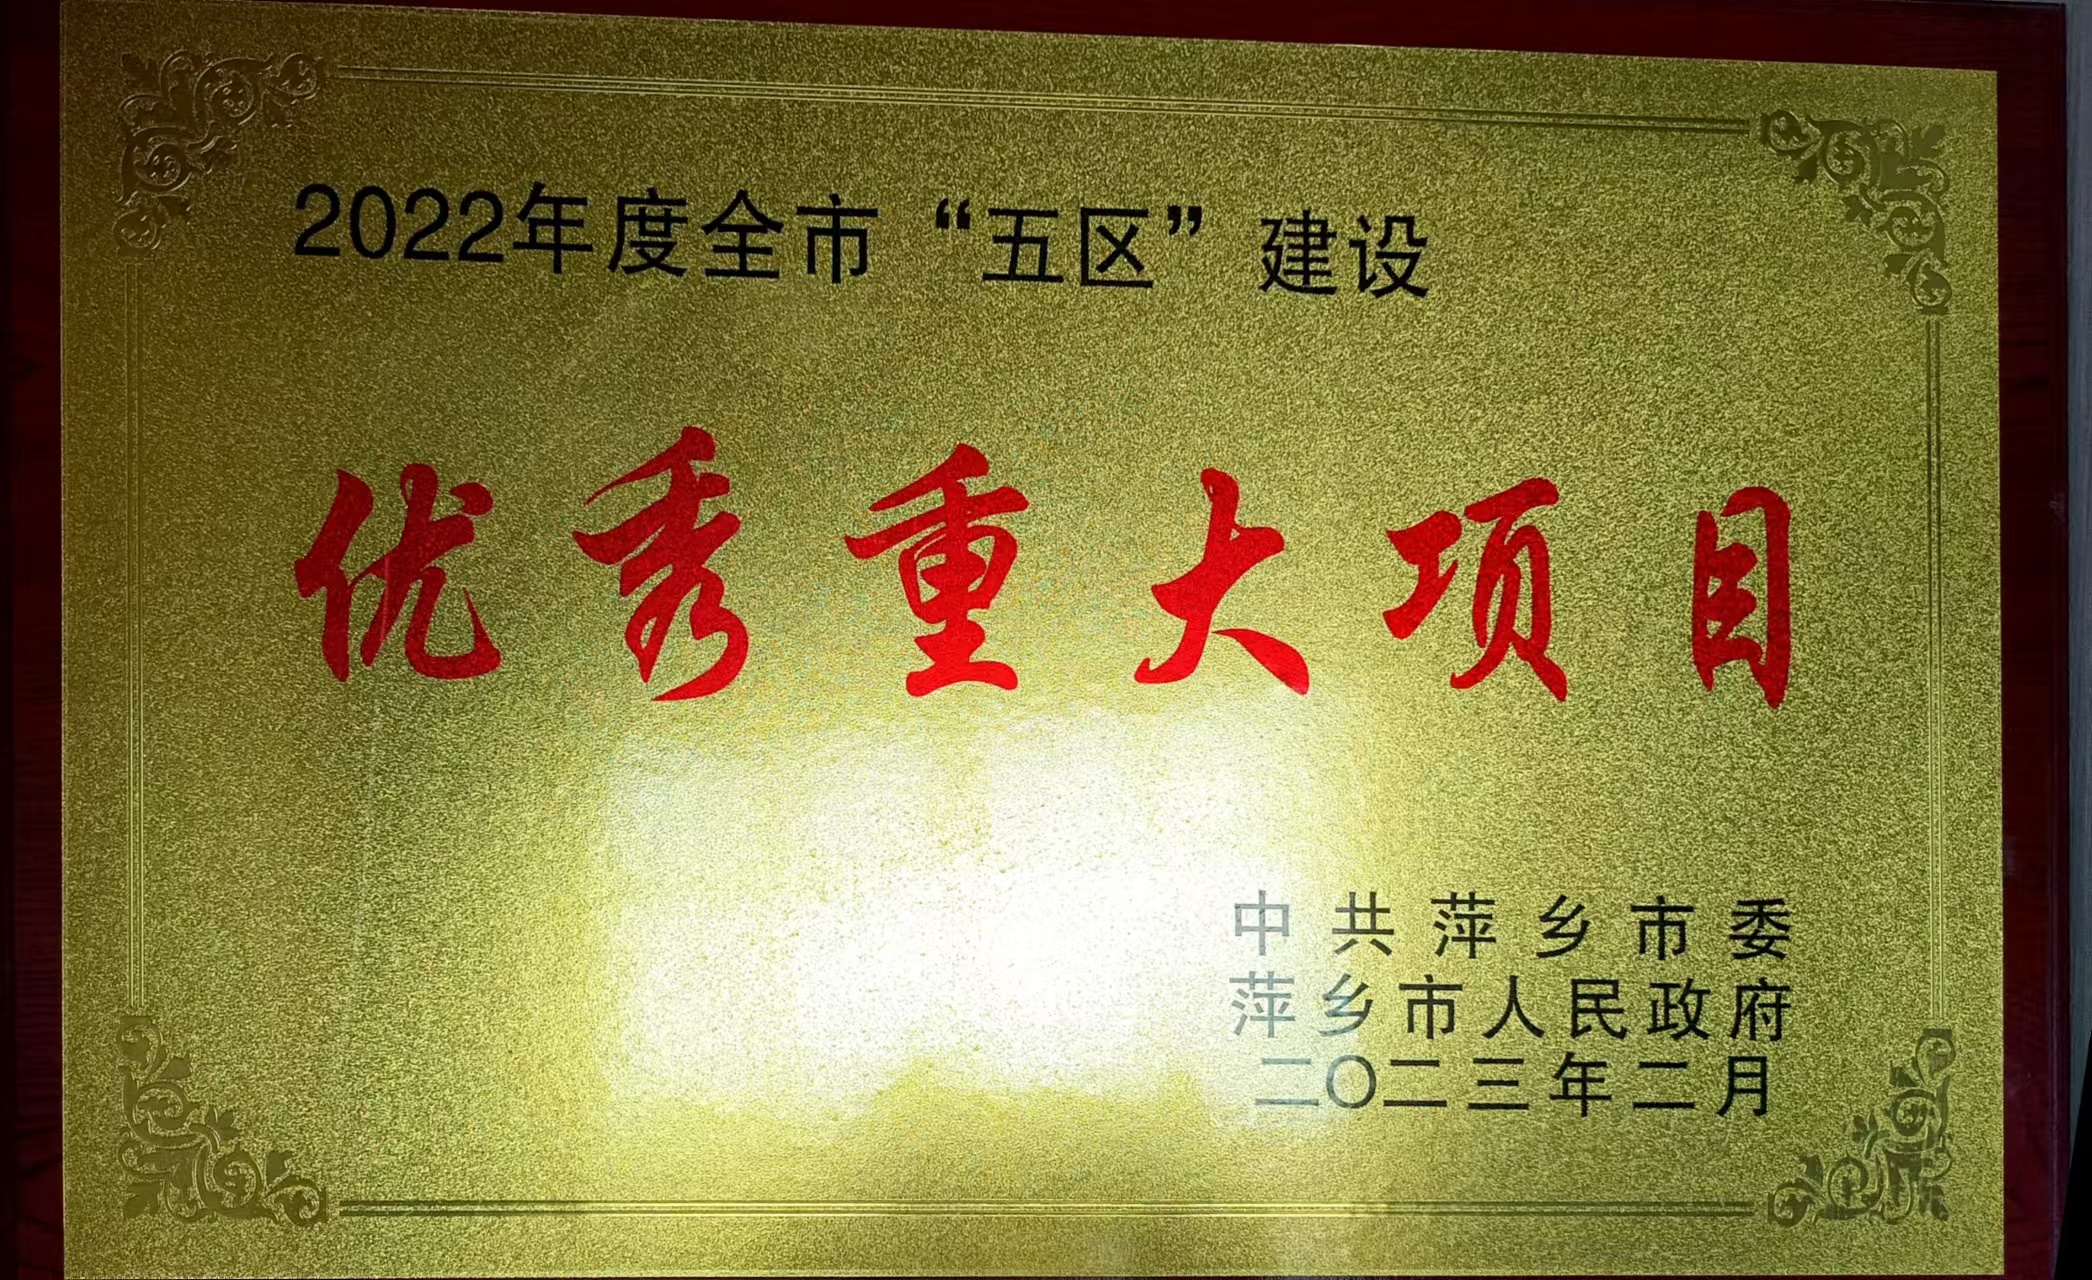 2022年度全市“五区”建设
优秀重大项目
中共萍乡市委
萍乡市人民政府
二〇二三年二月